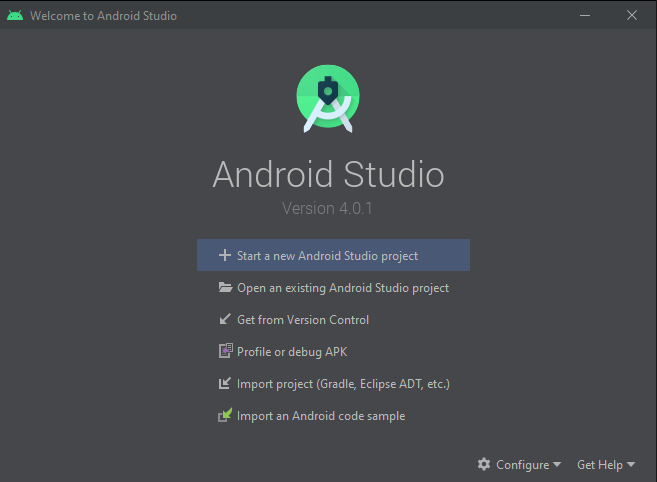 Welcome to Android Studio
Android Studio
Version 4.0.1
Start a new Android Studio project
Open an existing Android Studio project
Get from Version Control
Profile or debug APK
Import project (Gradle, Eclipse ADT, etc.)
Import an Android code sample
Configure Get Help